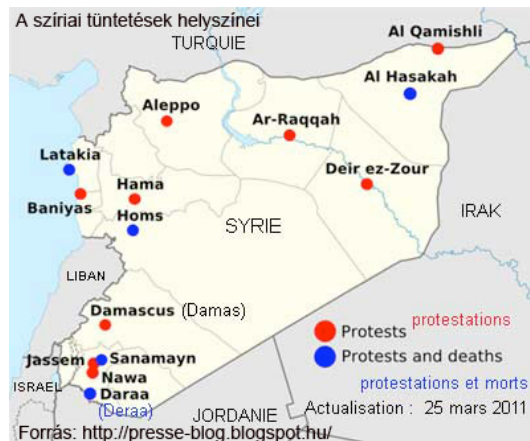 A szíriai tüntetések helyszínei
TURQUIE
Al Qamishli
Al Hasakah
Aleppo
Ar-Raqqah
Latakia
Deir ez-Zour
Hama
Baniyas
Homs
SYRIE
IRAK
LIBAN
Damascus (Damas)
Protests protestations
Protests and deaths
Jassem Sanamayn
Nawa
ISRAEL
Daraa
protestations et morts
(Deraa)
JORDANIE
Actualisation : 25 mars 2011
Forrás: http://presse-blog.blogspot.hu/